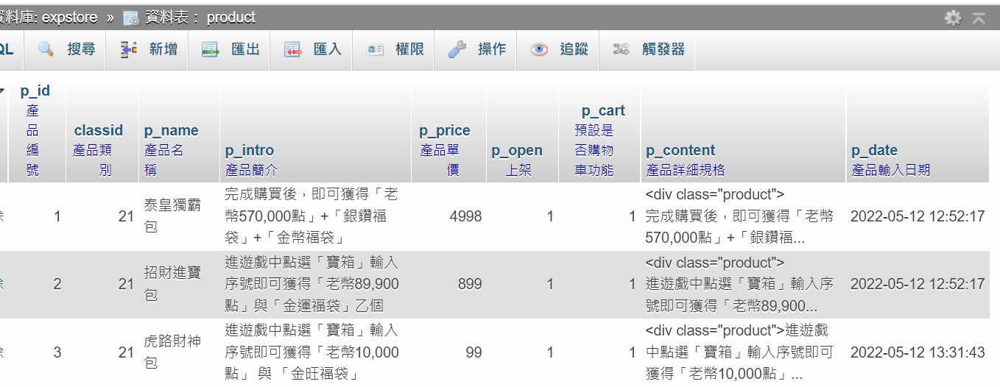 資料庫: expstore » 資料表： product
QL 搜尋 新增 匯出 匯入 權限 操作 追蹤 觸發器
p_id 產品編號 classid 產品類別 p_name 產品名稱 p_intro 產品簡介 p_price 產品單價 p_open 上架 p_cart 預設是否購物車功能 p_content 產品詳細規格 p_date 產品輸入日期
1 21 泰皇獨霸包 完成購買後，即可獲得「老幣570,000點」+「銀鑽福袋」+「金幣福袋」 4998 1 1 <div class="product"> 完成購買後，即可獲得「老幣570,000點」+「銀鑽福... 2022-05-12 12:52:17
2 21 招財進寶包 進遊戲中點選「寶箱」輸入序號即可獲得「老幣89,900點」與「金運福袋」乙個 899 1 1 <div class="product"> 進遊戲中點選「寶箱」輸入序號即可獲得「老幣89,900... 2022-05-12 12:52:17
3 21 虎路財神包 進遊戲中點選「寶箱」輸入序號即可獲得「老幣10,000點」 與 「金旺福袋」 99 1 1 <div class="product">進遊戲中點選「寶箱」輸入序號即可獲得「老幣10,000點」... 2022-05-12 13:31:43